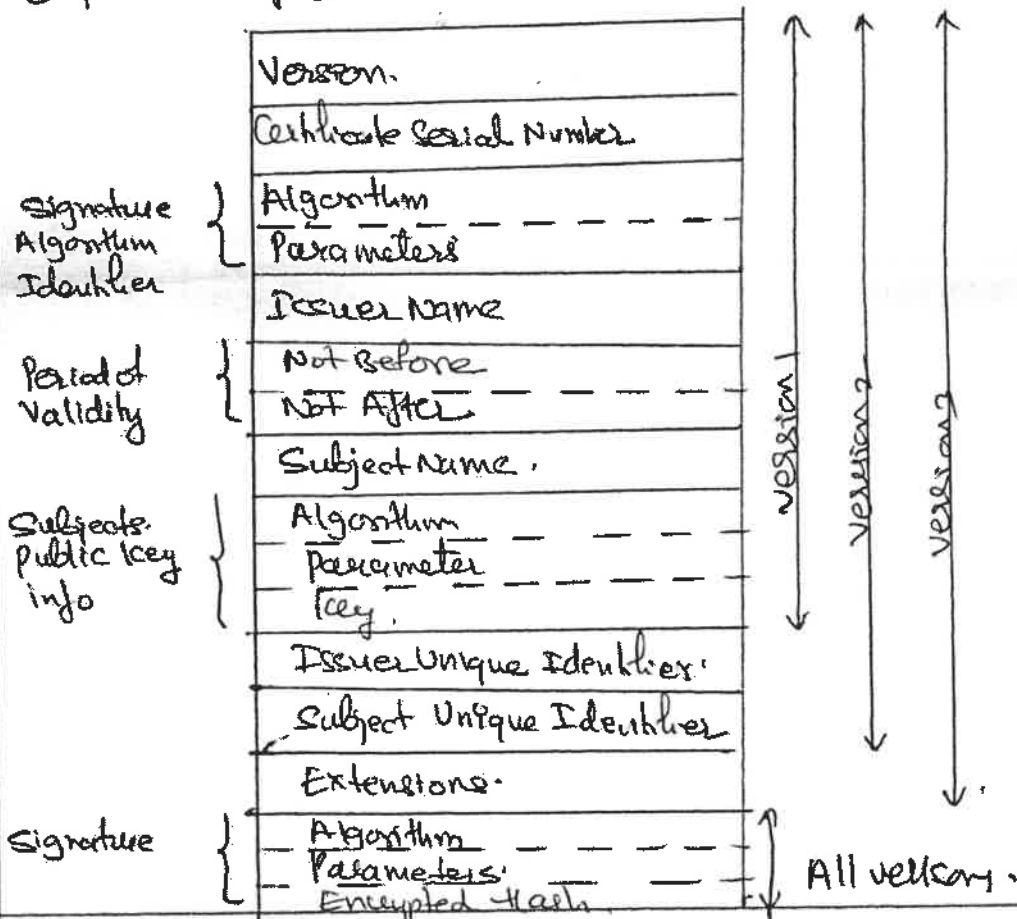 Version.
Certificate Serial Number
Signature
Algorithm
Identifier
Algorithm
Parameters
Issuer Name
Period of
Validity
Not Before
Not After
Subject Name.
Subjects.
Public Key
info
Algorithm
Parameter
Key.
Issuer Unique Identifier.
Subject Unique Identifier
Extensions.
Signature
Algorithm
Parameters.
Encrypted Hash
Version 1
Version 2
Version 3
All versions.